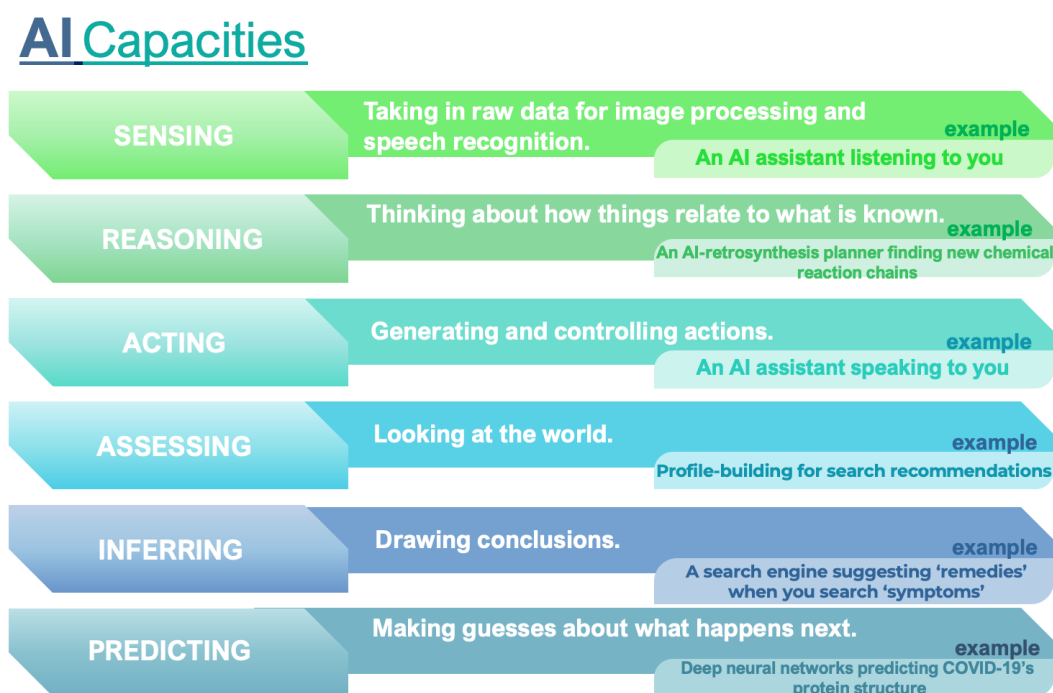 AI Capacities
SENSING
Taking in raw data for image processing and
speech recognition.
example
An AI assistant listening to you
REASONING
Thinking about how things relate to what is known.
example
An AI-retrosynthesis planner finding new chemical
reaction chains
ACTING
Generating and controlling actions.
example
An AI assistant speaking to you
ASSESSING
Looking at the world.
example
Profile-building for search recommendations
INFERRING
Drawing conclusions.
example
A search engine suggesting ‘remedies’
when you search ‘symptoms’
PREDICTING
Making guesses about what happens next.
example
Deep neural networks predicting COVID-19’s
protein structure